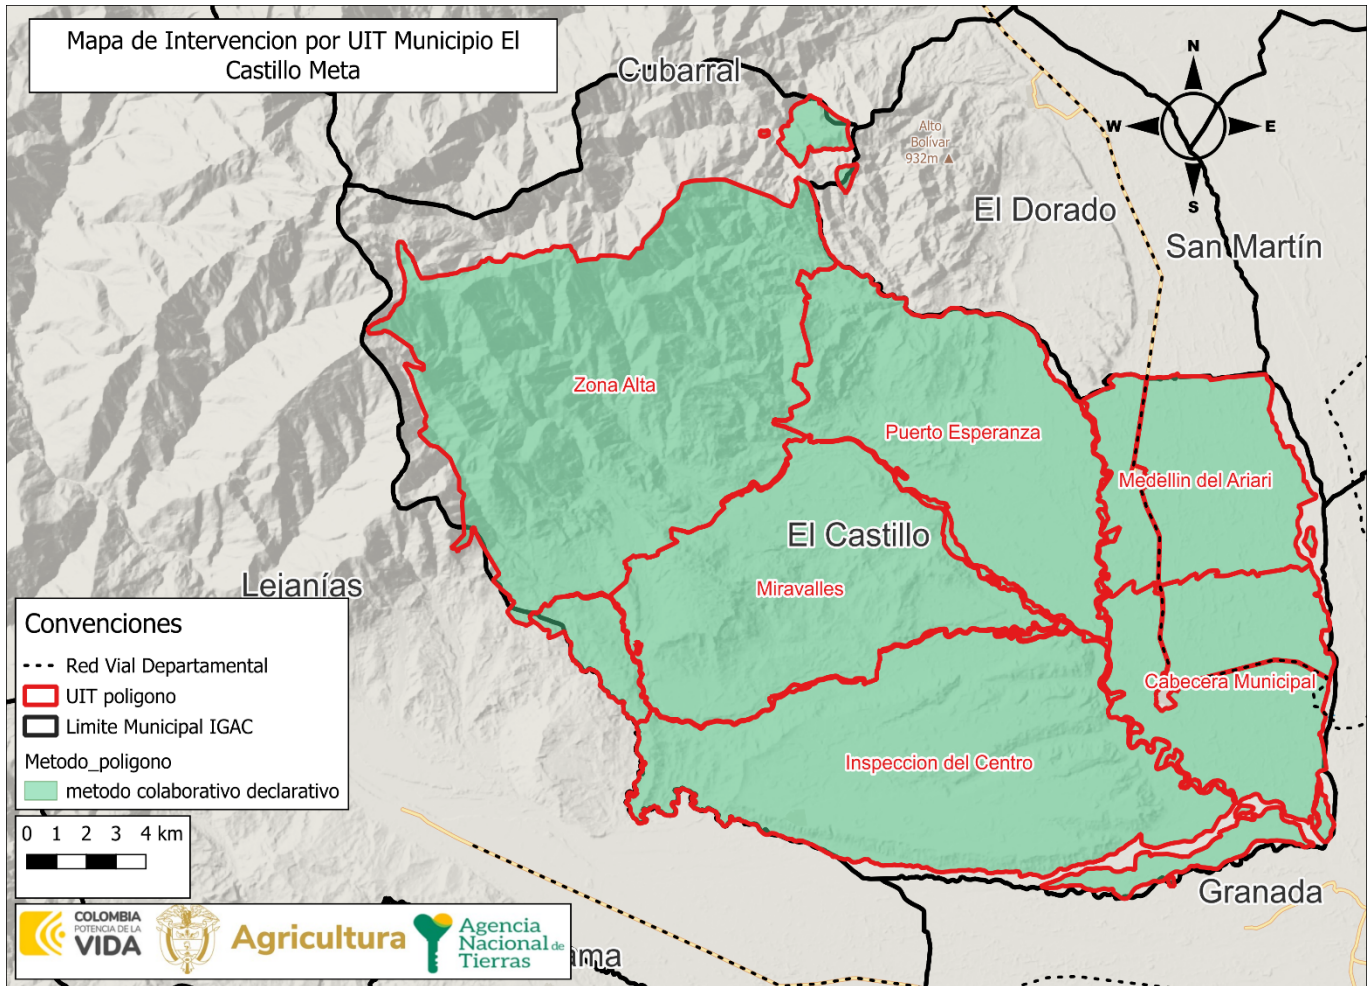 Mapa de Intervencion por UIT Municipio El
Castillo Meta
Cubarral
N
W
E
S
Alto
Bolívar
932m
El Dorado
San Martín
Zona Alta
Puerto Esperanza
Medellin del Ariari
El Castillo
Miravalles
Lejanías
Cabecera Municipal
Inspeccion del Centro
Granada
Convenciones
Red Vial Departamental
UIT poligono
Limite Municipal IGAC
Metodo_poligono
metodo colaborativo declarativo
0 1 2 3 4 km
COLOMBIA
POTENCIA DE LA
VIDA
Agricultura
Agencia
Nacional de
Tierras
ama